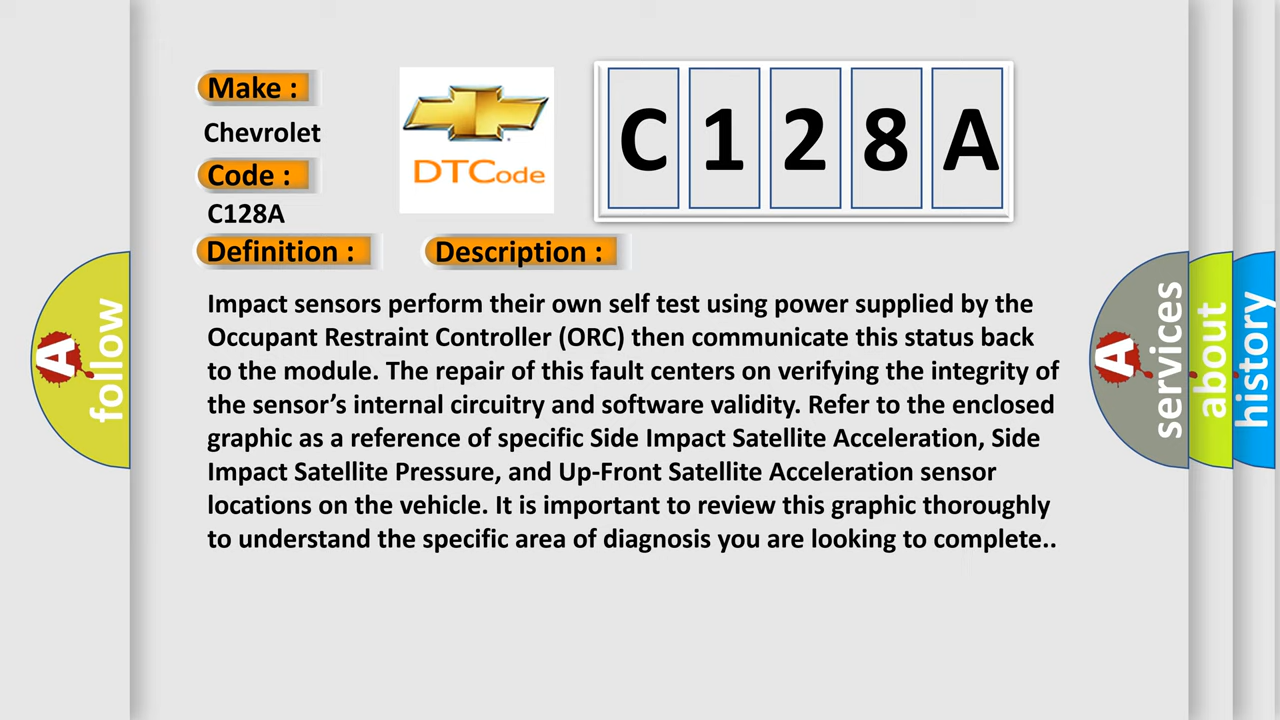 Make :
Chevrolet
Code :
C128A
DTCode
C128A
Definition :
Description :
Impact sensors perform their own self test using power supplied by the
Occupant Restraint Controller (ORC) then communicate this status back
to the module. The repair of this fault centers on verifying the integrity of
the sensor’s internal circuitry and software validity. Refer to the enclosed
graphic as a reference of specific Side Impact Satellite Acceleration, Side
Impact Satellite Pressure, and Up-Front Satellite Acceleration sensor
locations on the vehicle. It is important to review this graphic thoroughly
to understand the specific area of diagnosis you are looking to complete..
A
follow
A
services
about
history